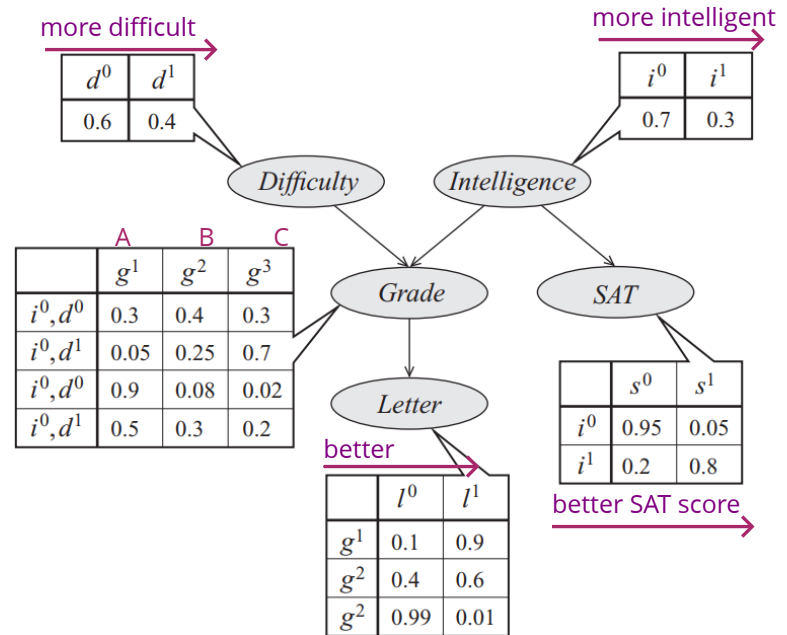 more difficult
more intelligent
d⁰ d¹
0.6 0.4
i⁰ i¹
0.7 0.3
Difficulty
Intelligence
A B C
g¹ g² g³
i⁰,d⁰ 0.3 0.4 0.3
i⁰,d¹ 0.05 0.25 0.7
i⁰,d⁰ 0.9 0.08 0.02
i⁰,d¹ 0.5 0.3 0.2
Grade
SAT
Letter
s⁰ s¹
i⁰ 0.95 0.05
i¹ 0.2 0.8
better SAT score
better
l⁰ l¹
g¹ 0.1 0.9
g² 0.4 0.6
g² 0.99 0.01